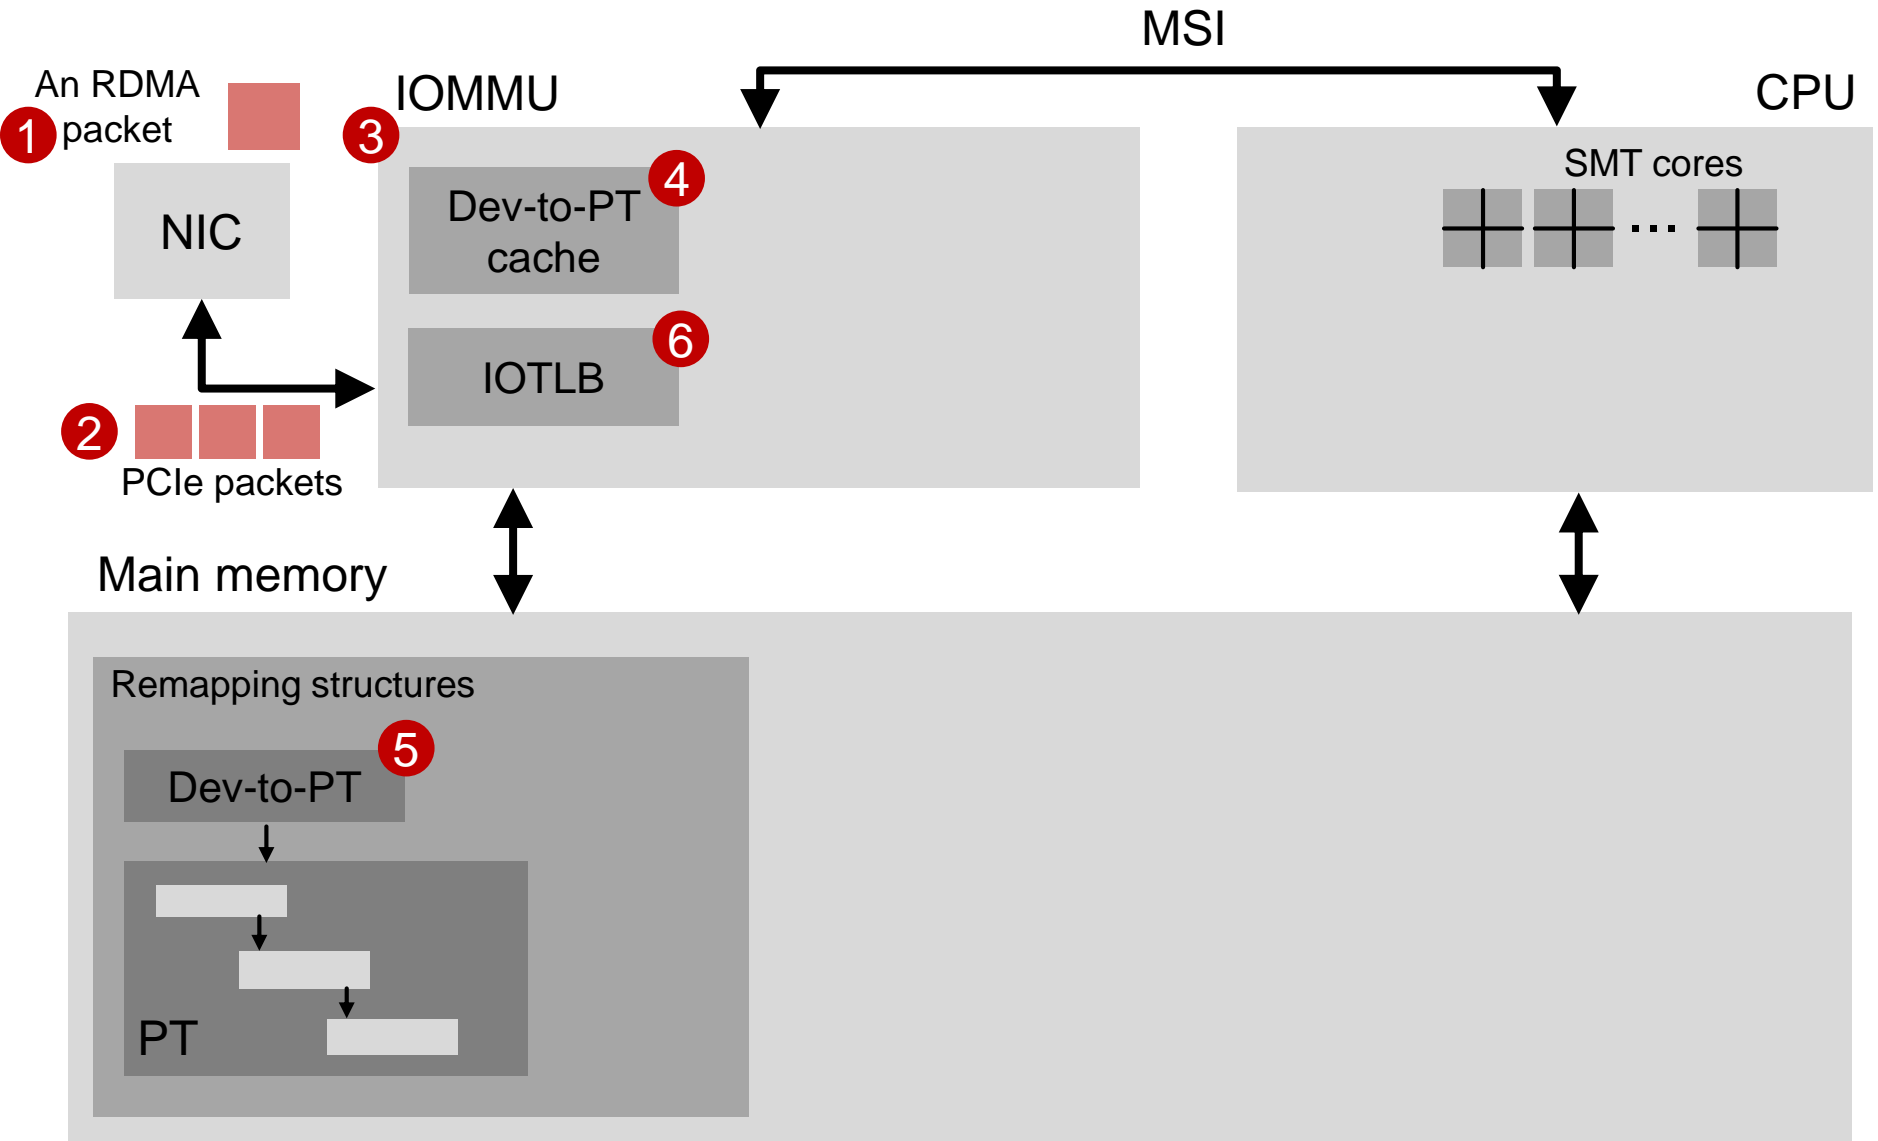 MSI
An RDMA
packet
1
IOMMU
3
CPU
NIC
Dev-to-PT
cache
4
SMT cores
...
IOTLB
6
2
PCIe packets
Main memory
Remapping structures
Dev-to-PT
5
PT